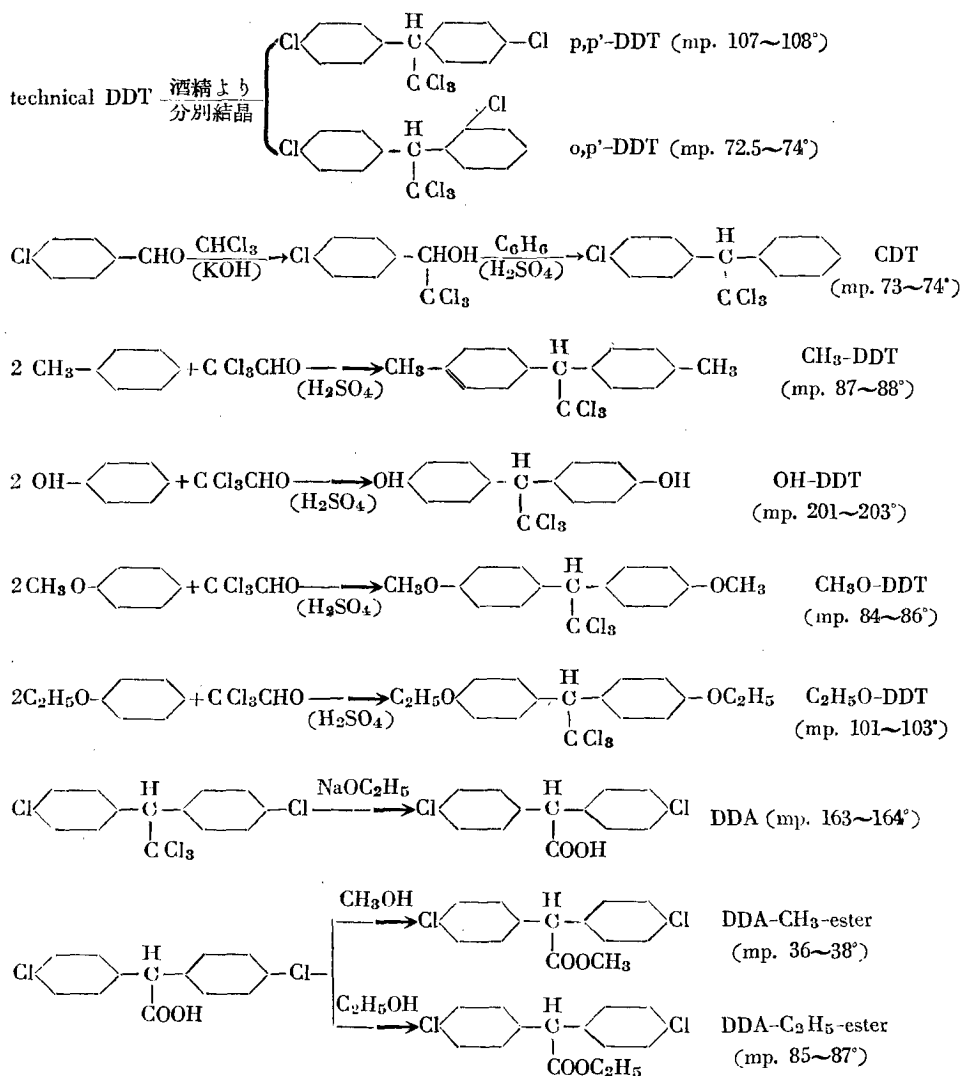 H
Cl C Cl p,p'-DDT (mp. 107~108°)
C Cl₃
technical DDT 酒精より
分別結晶
H Cl
Cl C o,p'-DDT (mp. 72.5~74°)
C Cl₃
Cl CHO CHCl₃ (KOH) Cl CHOH C₆H₆ (H₂SO₄) Cl H C CDT
C Cl₃ C Cl₃ (mp. 73~74°)
2 CH₃ + C Cl₃CHO (H₂SO₄) CH₃ H C CH₃ CH₃-DDT
C Cl₃ (mp. 87~88°)
2 OH + C Cl₃CHO (H₂SO₄) OH H C OH OH-DDT
C Cl₃ (mp. 201~203°)
2CH₃O + C Cl₃CHO (H₂SO₄) CH₃O H C OCH₃ CH₃O-DDT
C Cl₃ (mp. 84~86°)
2C₂H₅O + C Cl₃CHO (H₂SO₄) C₂H₅O H C OC₂H₅ C₂H₅O-DDT
C Cl₃ (mp. 101~103°)
Cl H C Cl NaOC₂H₅ Cl H C Cl DDA (mp. 163~164°)
C Cl₃ COOH
CH₃OH Cl H C Cl DDA-CH₃-ester
COOCH₃ (mp. 36~38°)
Cl H C Cl
COOH
C₂H₅OH Cl H C Cl DDA-C₂H₅-ester
COOC₂H₅ (mp. 85~87°)